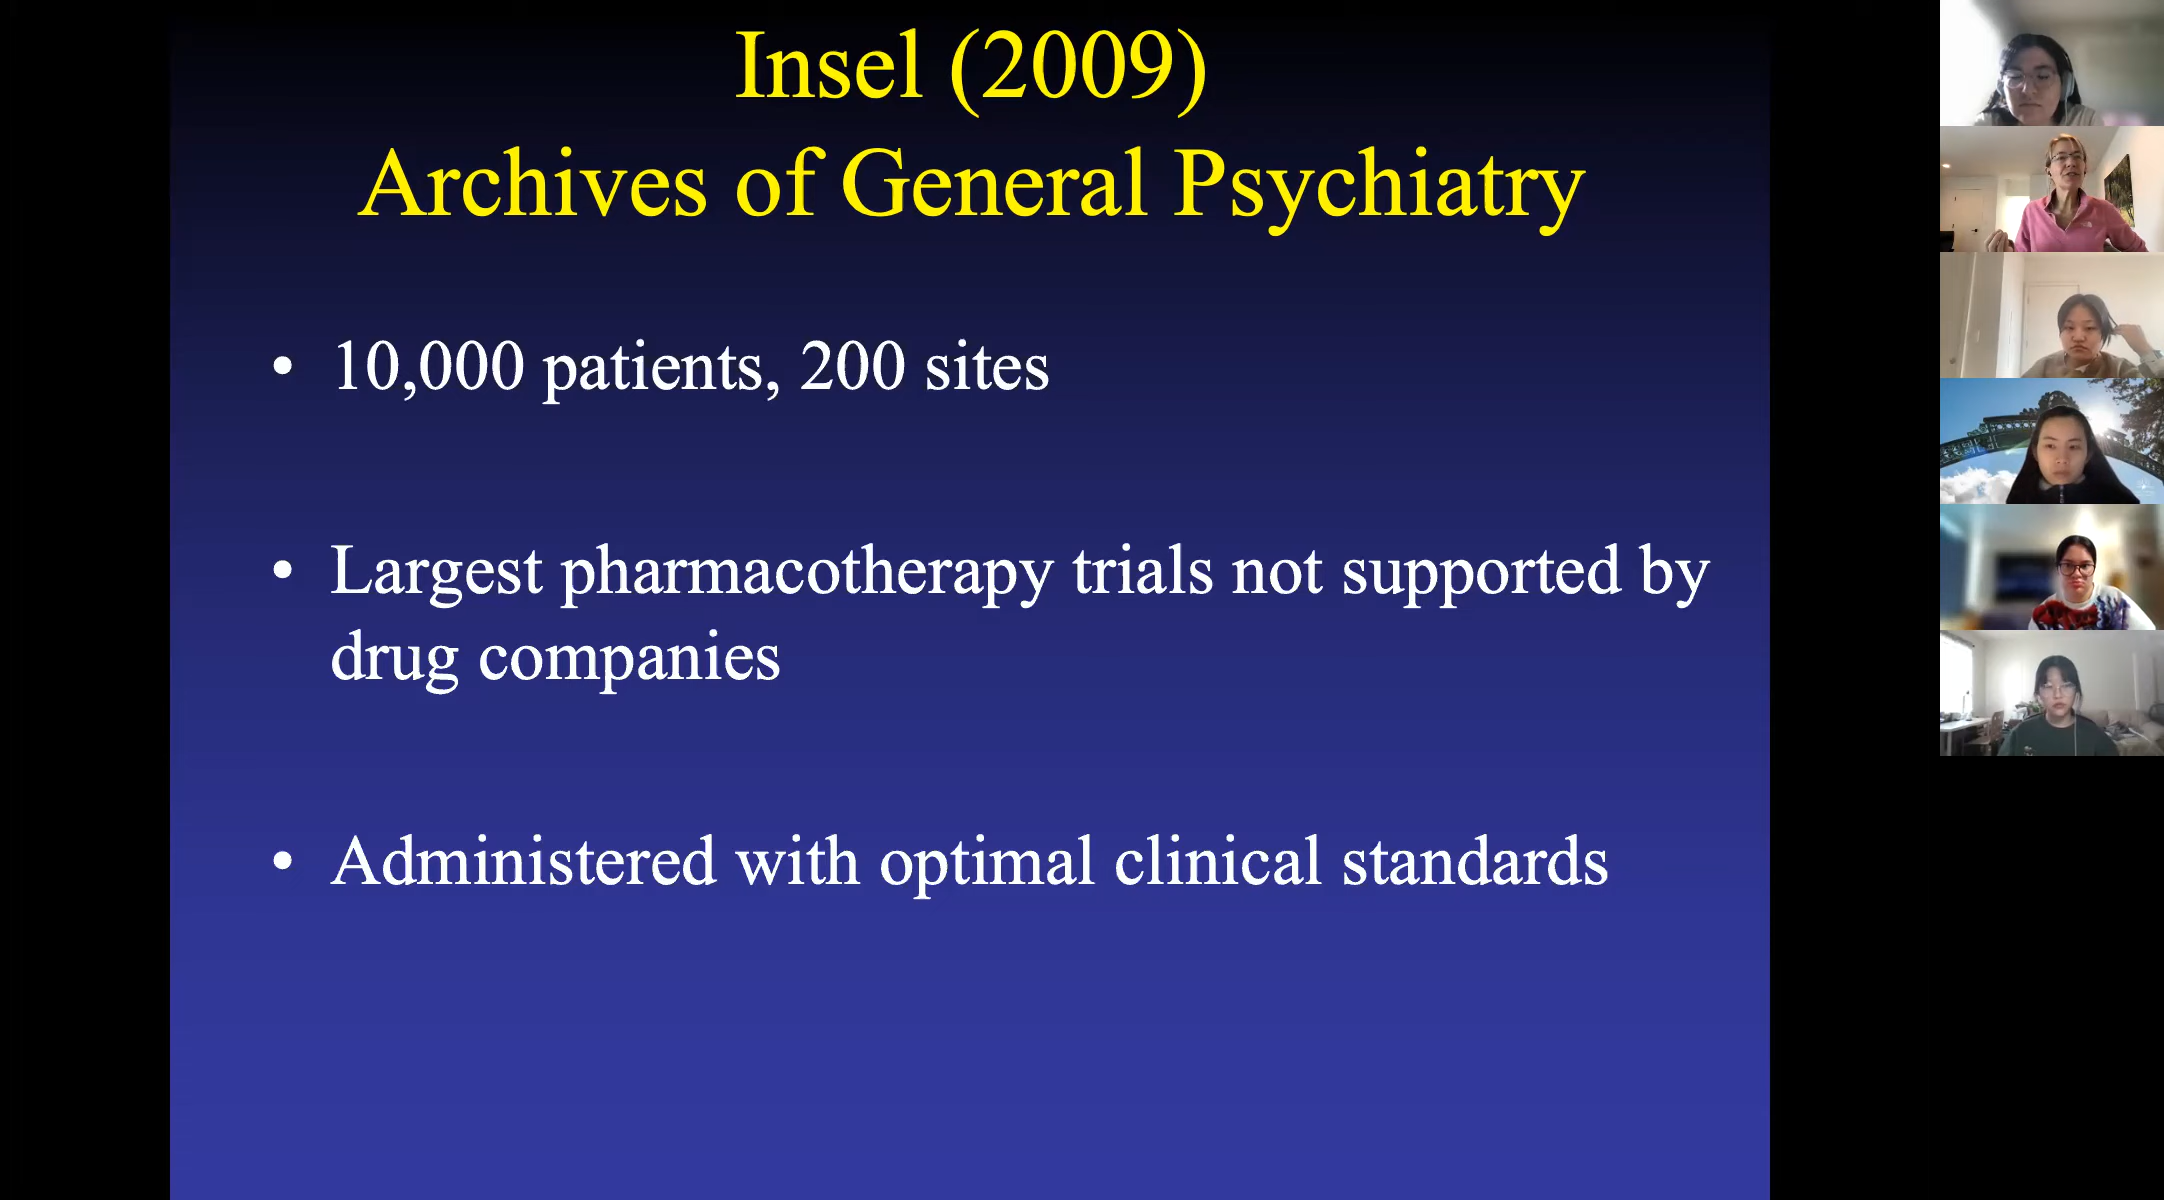 Insel (2009)
Archives of General Psychiatry
• 10,000 patients, 200 sites
• Largest pharmacotherapy trials not supported by
drug companies
• Administered with optimal clinical standards